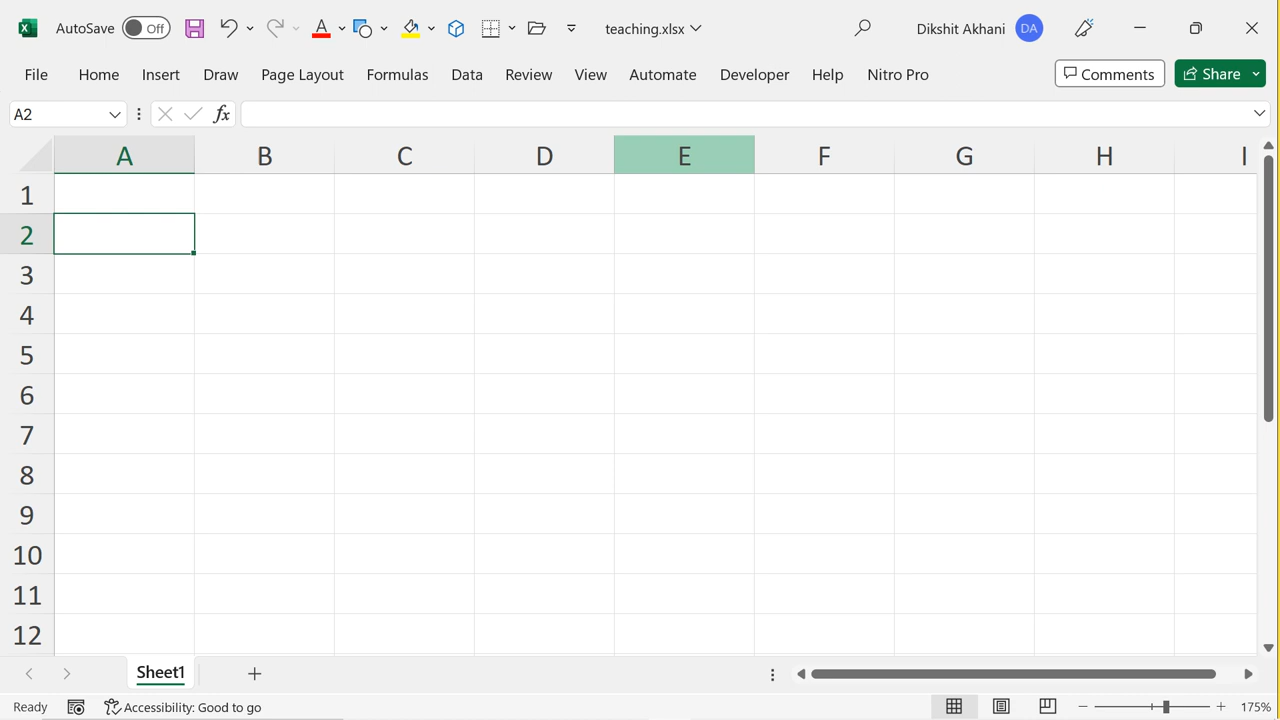 AutoSave Off teaching.xlsx Dikshit Akhani DA
File Home Insert Draw Page Layout Formulas Data Review View Automate Developer Help Nitro Pro Comments Share
A2 fx
A B C D E F G H I
1
2
3
4
5
6
7
8
9
10
11
12
Sheet1
Ready Accessibility: Good to go 175%